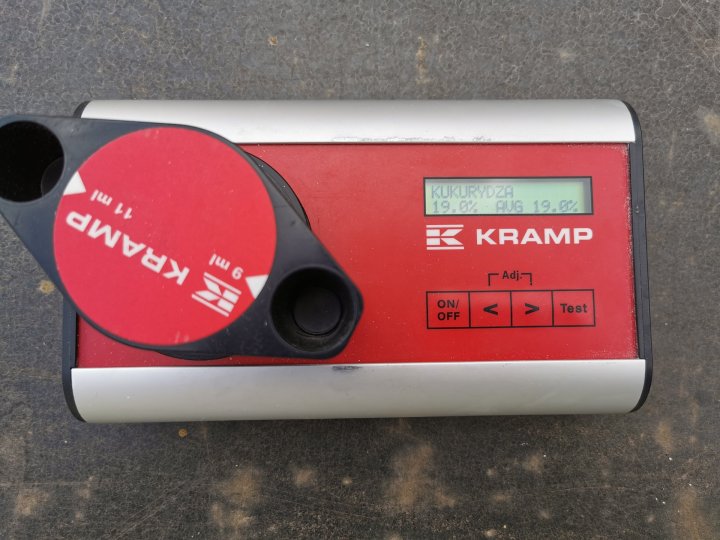 11 ml
KRAMP
9 ml
KUKURYDZA
19.0% AVG 19.0%
KRAMP
Adj.
ON/
OFF
<
>
Test